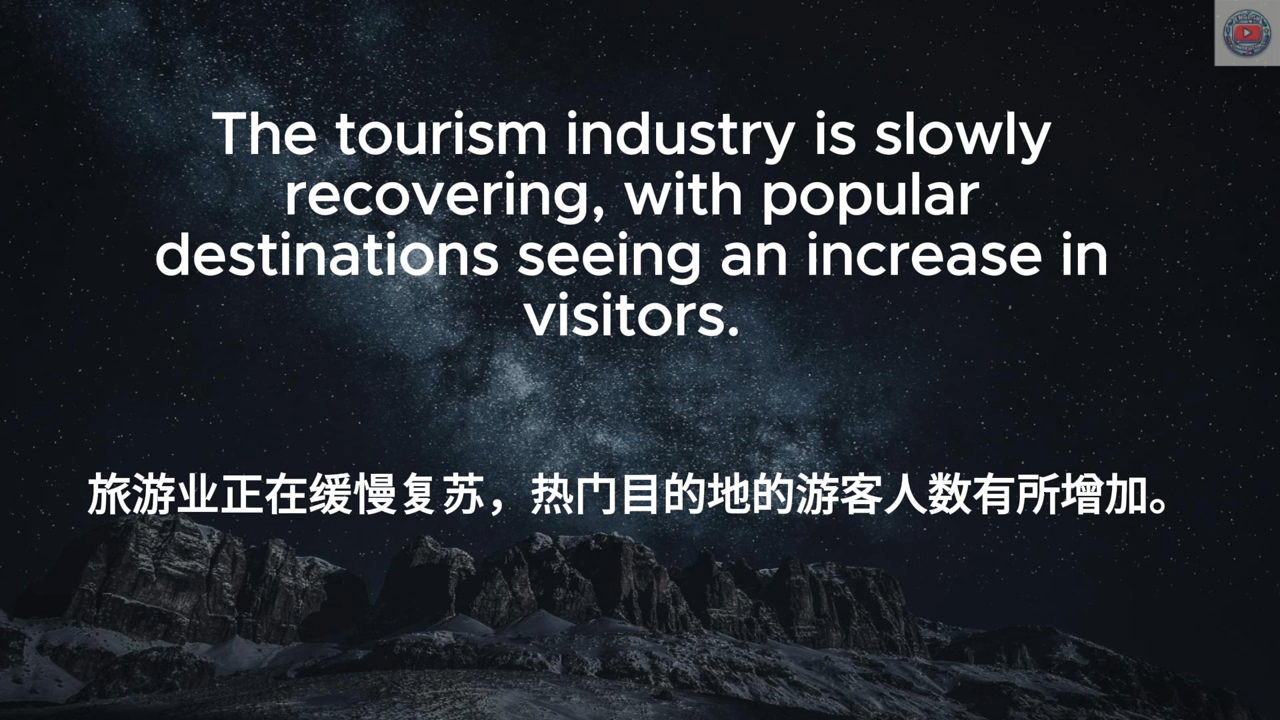 The tourism industry is slowly
recovering, with popular
destinations seeing an increase in
visitors.
旅游业正在缓慢复苏，热门目的地的游客人数有所增加。